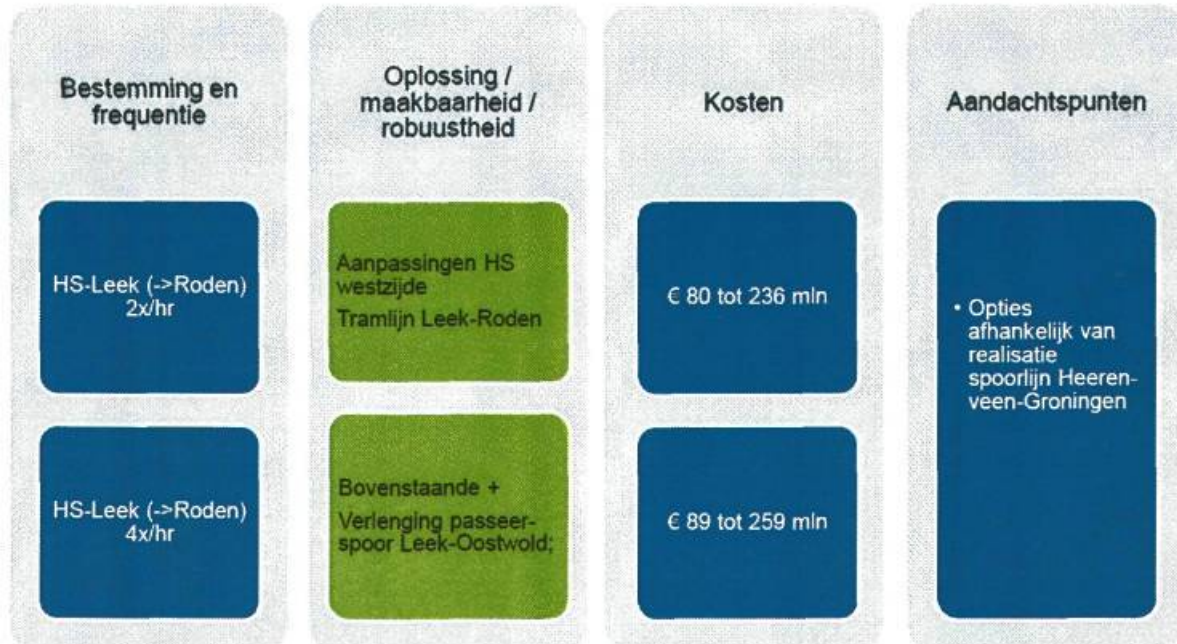 Bestemming en
frequentie
HS-Leek (->Roden)
2x/hr
HS-Leek (->Roden)
4x/hr
Oplossing /
maakbaarheid /
robuustheid
Aanpassingen HS
westzijde
Tramlijn Leek-Roden
Bovenstaande +
Verlenging passeer-
spoor Leek-Oostwold;
Kosten
€ 80 tot 236 mln
€ 89 tot 259 mln
Aandachtspunten
• Opties
afhankelijk van
realisatie
spoorlijn Heeren-
veen-Groningen